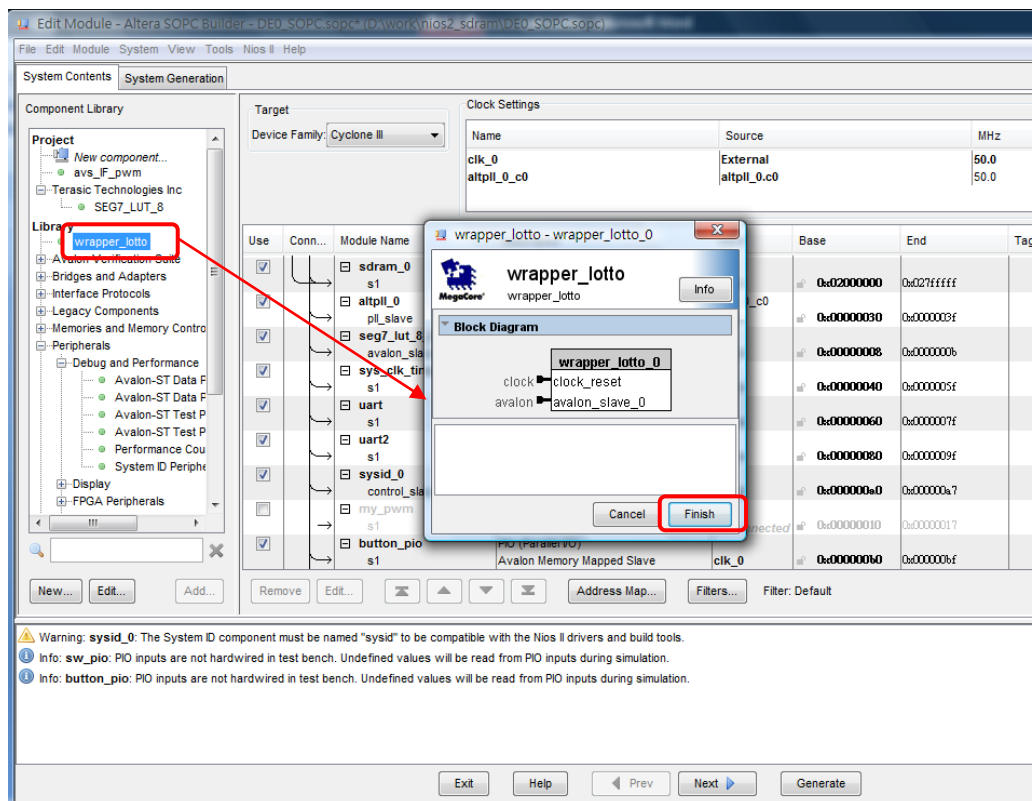 Edit Module - Altera SOPC Builder - DE0_SOPC.sopc* (D:\work\nios2_sdram\DE0_SOPC.sopc)
File Edit Module System View Tools Nios II Help
System Contents System Generation
Component Library
Project
New component...
avs_IF_pwm
Terasic Technologies Inc
SEG7_LUT_8
Library
wrapper_lotto
Avalon Verification Suite
Bridges and Adapters
Interface Protocols
Legacy Components
Memories and Memory Contro
Peripherals
Debug and Performance
Avalon-ST Data F
Avalon-ST Data F
Avalon-ST Test P
Avalon-ST Test P
Performance Cou
System ID Periphe
Display
FPGA Peripherals
New... Edit... Add...
Target
Device Family: Cyclone III
Clock Settings
Name Source MHz
clk_0 External 50.0
altpll_0_c0 altpll_0.c0 50.0
Use Conn... Module Name Base End Tag
sdram_0
s1 0x02000000 0x027fffff
altpll_0 _c0
pll_slave 0x00000030 0x0000003f
seg7_lut_8
avalon_sla 0x00000008 0x0000000b
sys_clk_tin
s1 0x00000040 0x0000005f
uart
s1 0x00000060 0x0000007f
uart2
s1 0x00000080 0x0000009f
sysid_0
control_sla 0x000000a0 0x000000a7
my_pwm
s1 nected 0x00000010 0x00000017
button_pio PIO (Parallel I/O)
s1 Avalon Memory Mapped Slave clk_0 0x000000b0 0x000000bf
wrapper_lotto - wrapper_lotto_0
MegaCore'
wrapper_lotto
wrapper_lotto
Info
Block Diagram
wrapper_lotto_0
clock clock_reset
avalon avalon_slave_0
Cancel Finish
Remove Edit... Address Map... Filters... Filter: Default
Warning: sysid_0: The System ID component must be named "sysid" to be compatible with the Nios II drivers and build tools.
Info: sw_pio: PIO inputs are not hardwired in test bench. Undefined values will be read from PIO inputs during simulation.
Info: button_pio: PIO inputs are not hardwired in test bench. Undefined values will be read from PIO inputs during simulation.
Exit Help Prev Next Generate